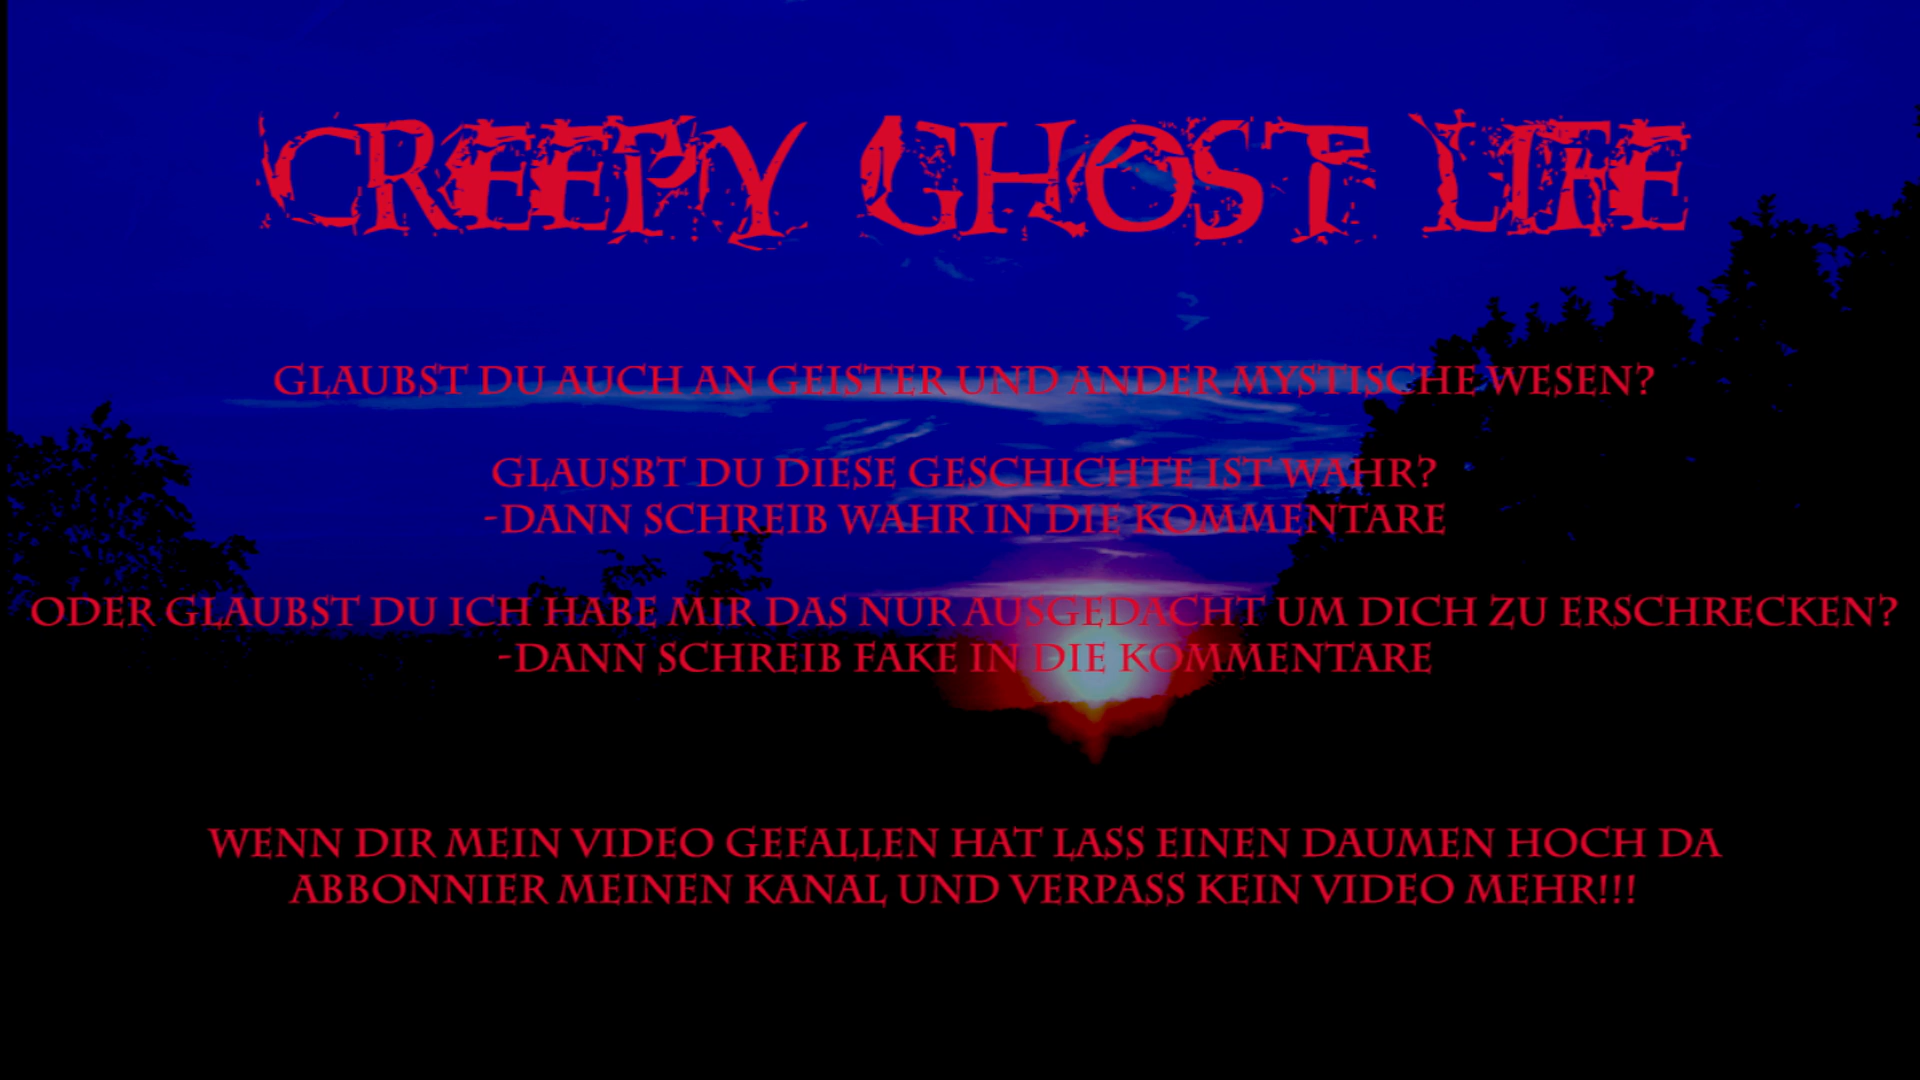 CREEPY GHOST LIFE
GLAUBST DU AUCH AN GEISTER UND ANDER MYSTISCHE WESEN?
GLAUSBT DU DIESE GESCHICHTE IST WAHR?
-DANN SCHREIB WAHR IN DIE KOMMENTARE
ODER GLAUBST DU ICH HABE MIR DAS NUR AUSGEDACHT UM DICH ZU ERSCHRECKEN?
-DANN SCHREIB FAKE IN DIE KOMMENTARE
WENN DIR MEIN VIDEO GEFALLEN HAT LASS EINEN DAUMEN HOCH DA
ABBONNIER MEINEN KANAL UND VERPASS KEIN VIDEO MEHR!!!